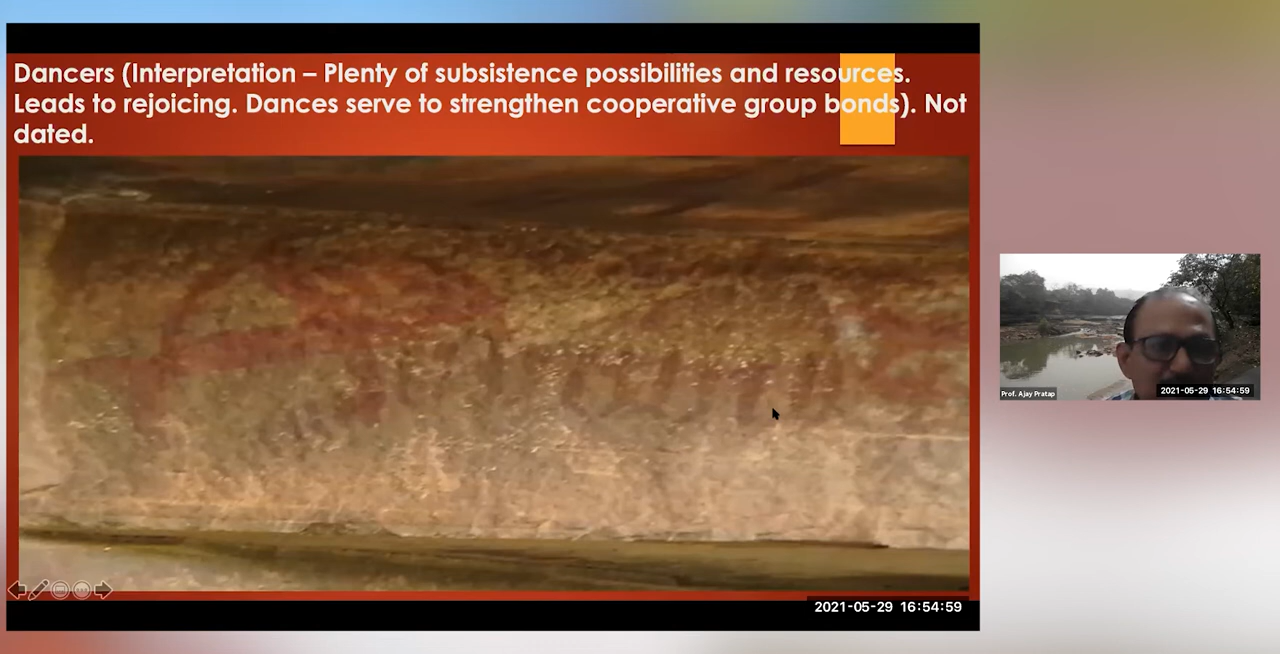 Dancers (Interpretation – Plenty of subsistence possibilities and resources.
Leads to rejoicing. Dances serve to strengthen cooperative group bonds). Not
dated.
2021-05-29 16:54:59
Prof. Ajay Pratap
2021-05-29 16:54:59